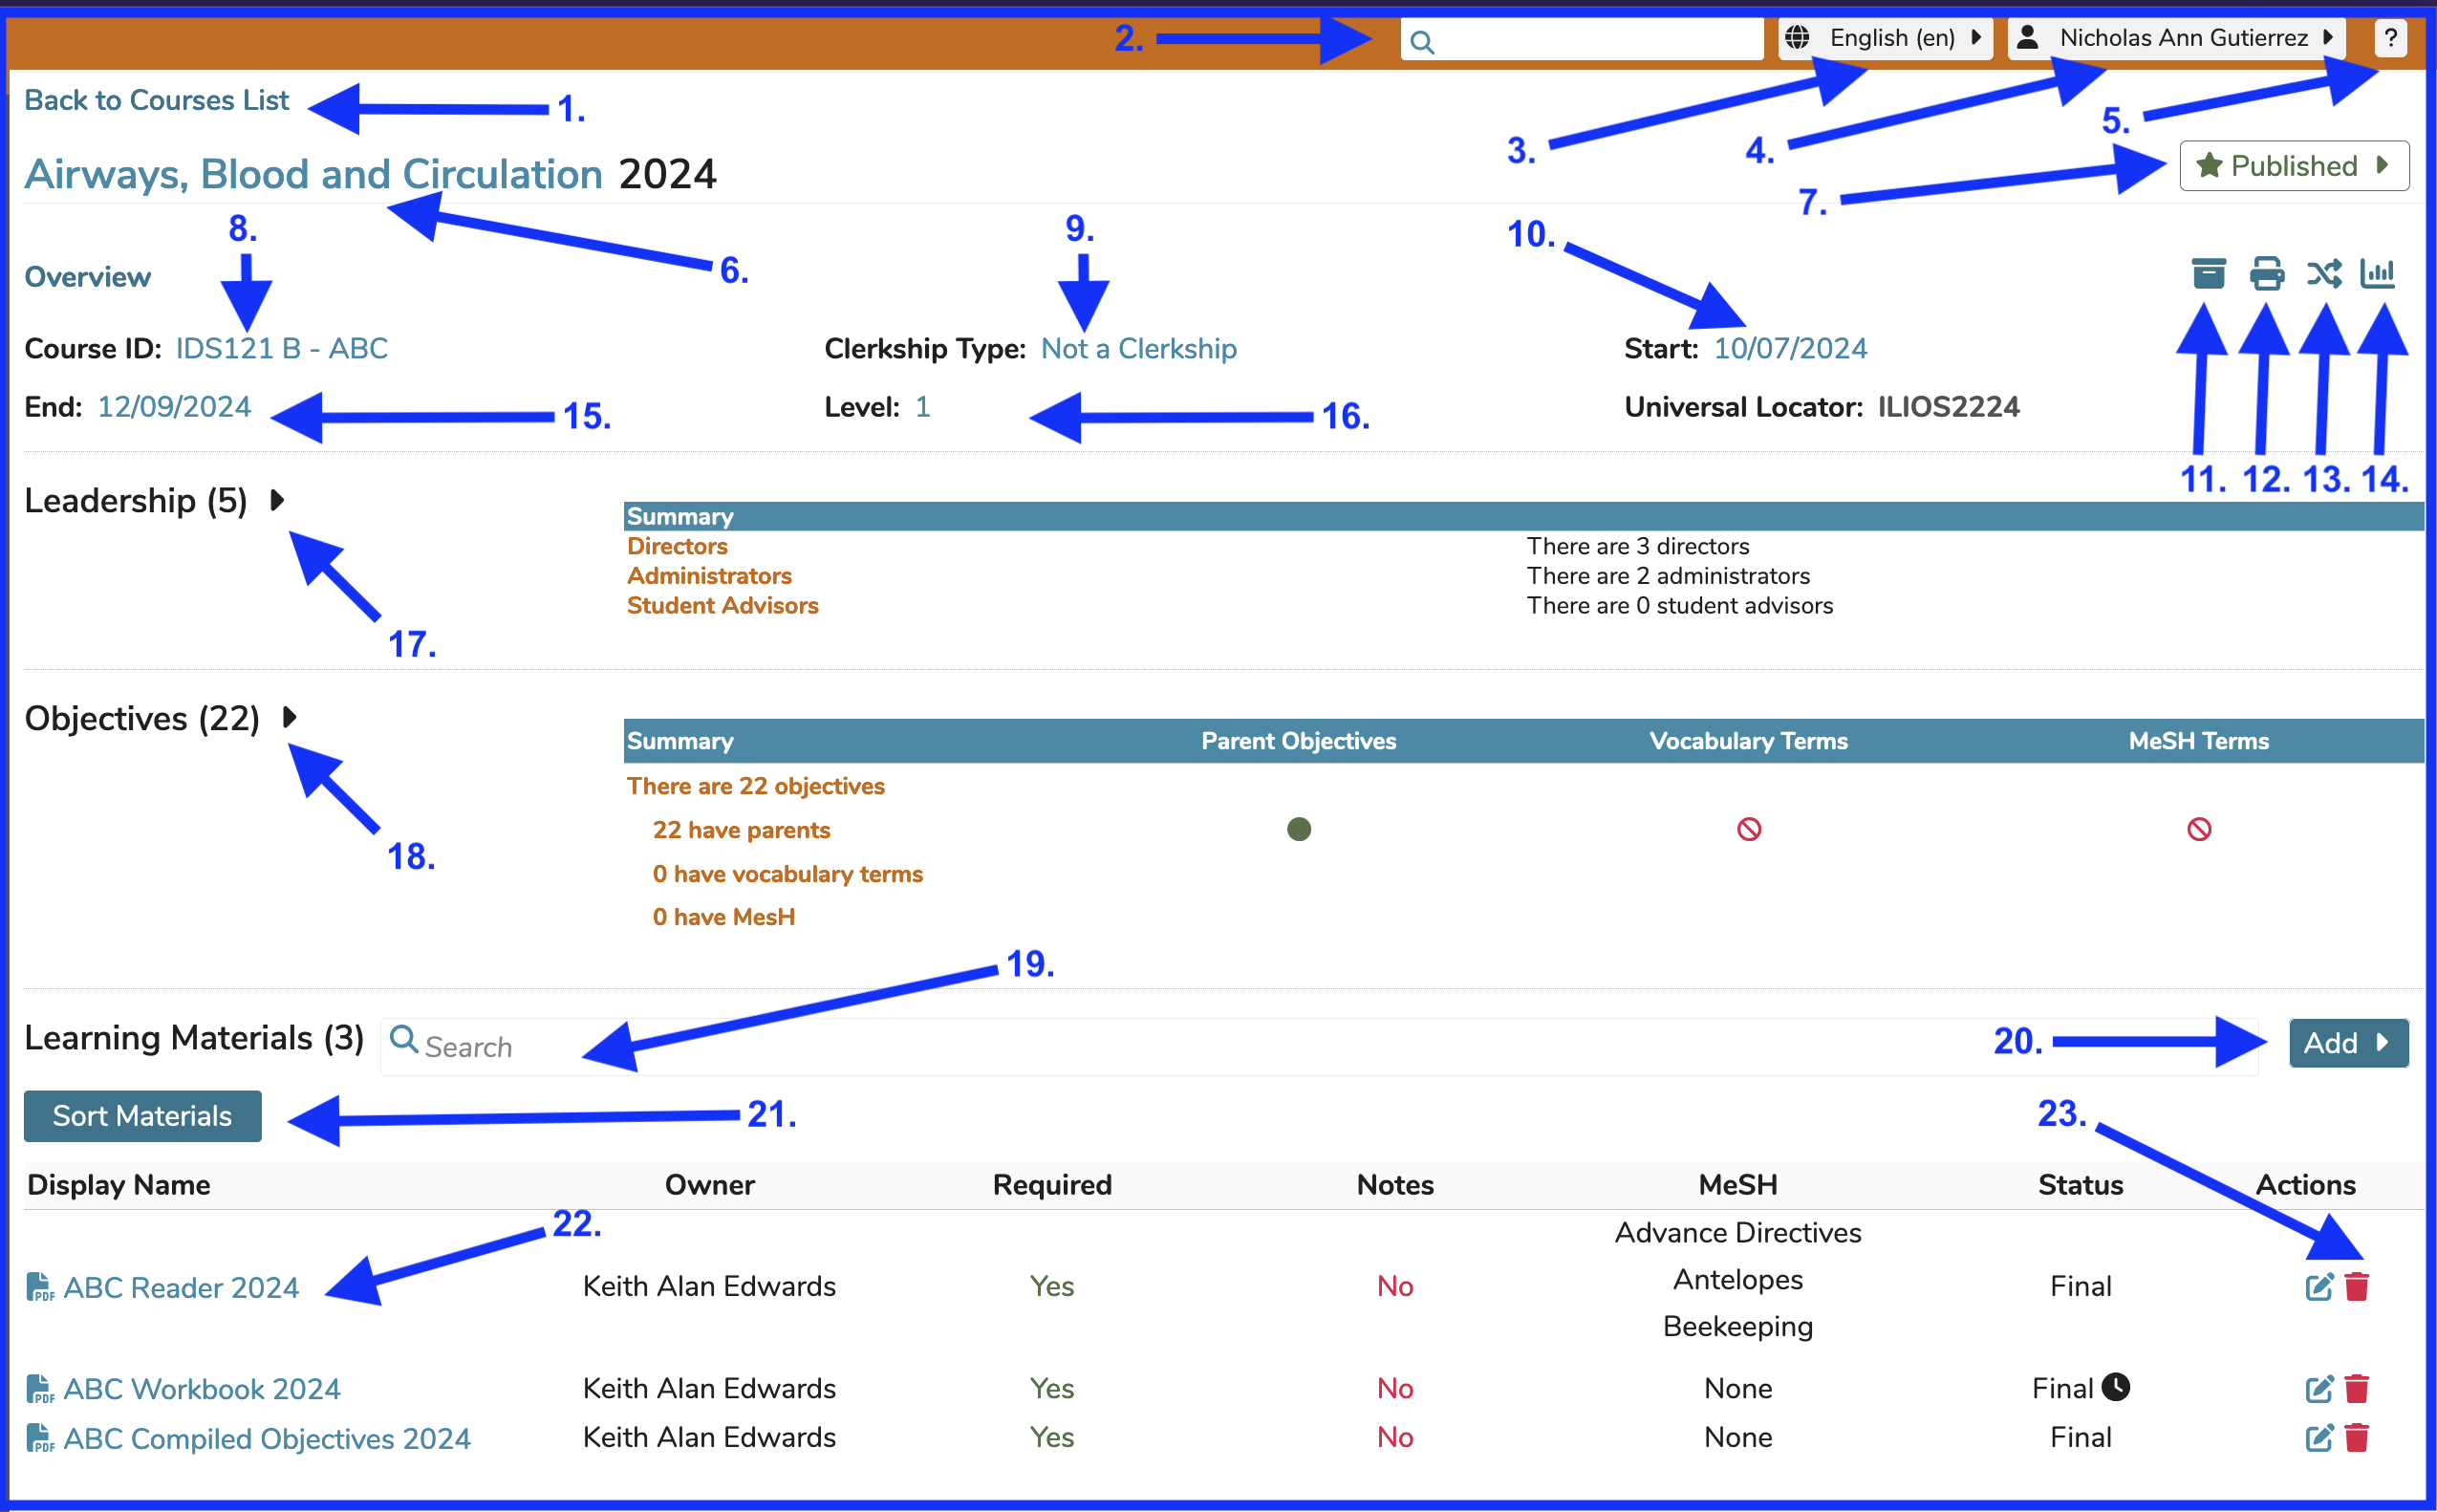 2.
English (en)
Nicholas Ann Gutierrez
?
Back to Courses List
1.
3.
4.
5.
Airways, Blood and Circulation 2024
Published
7.
8.
9.
10.
6.
Overview
Course ID: IDS121 B - ABC
Clerkship Type: Not a Clerkship
Start: 10/07/2024
End: 12/09/2024
15.
Level: 1
16.
Universal Locator: ILIOS2224
11.
12.
13.
14.
Leadership (5)
Summary
Directors
There are 3 directors
Administrators
There are 2 administrators
Student Advisors
There are 0 student advisors
17.
Objectives (22)
Summary
Parent Objectives
Vocabulary Terms
MeSH Terms
There are 22 objectives
22 have parents
0 have vocabulary terms
0 have MesH
18.
19.
Learning Materials (3)
Search
20.
Add
Sort Materials
21.
23.
Display Name
Owner
Required
Notes
MeSH
Status
Actions
22.
PDF
ABC Reader 2024
Keith Alan Edwards
Yes
No
Advance Directives
Antelopes
Beekeeping
Final
PDF
ABC Workbook 2024
Keith Alan Edwards
Yes
No
None
Final
PDF
ABC Compiled Objectives 2024
Keith Alan Edwards
Yes
No
None
Final